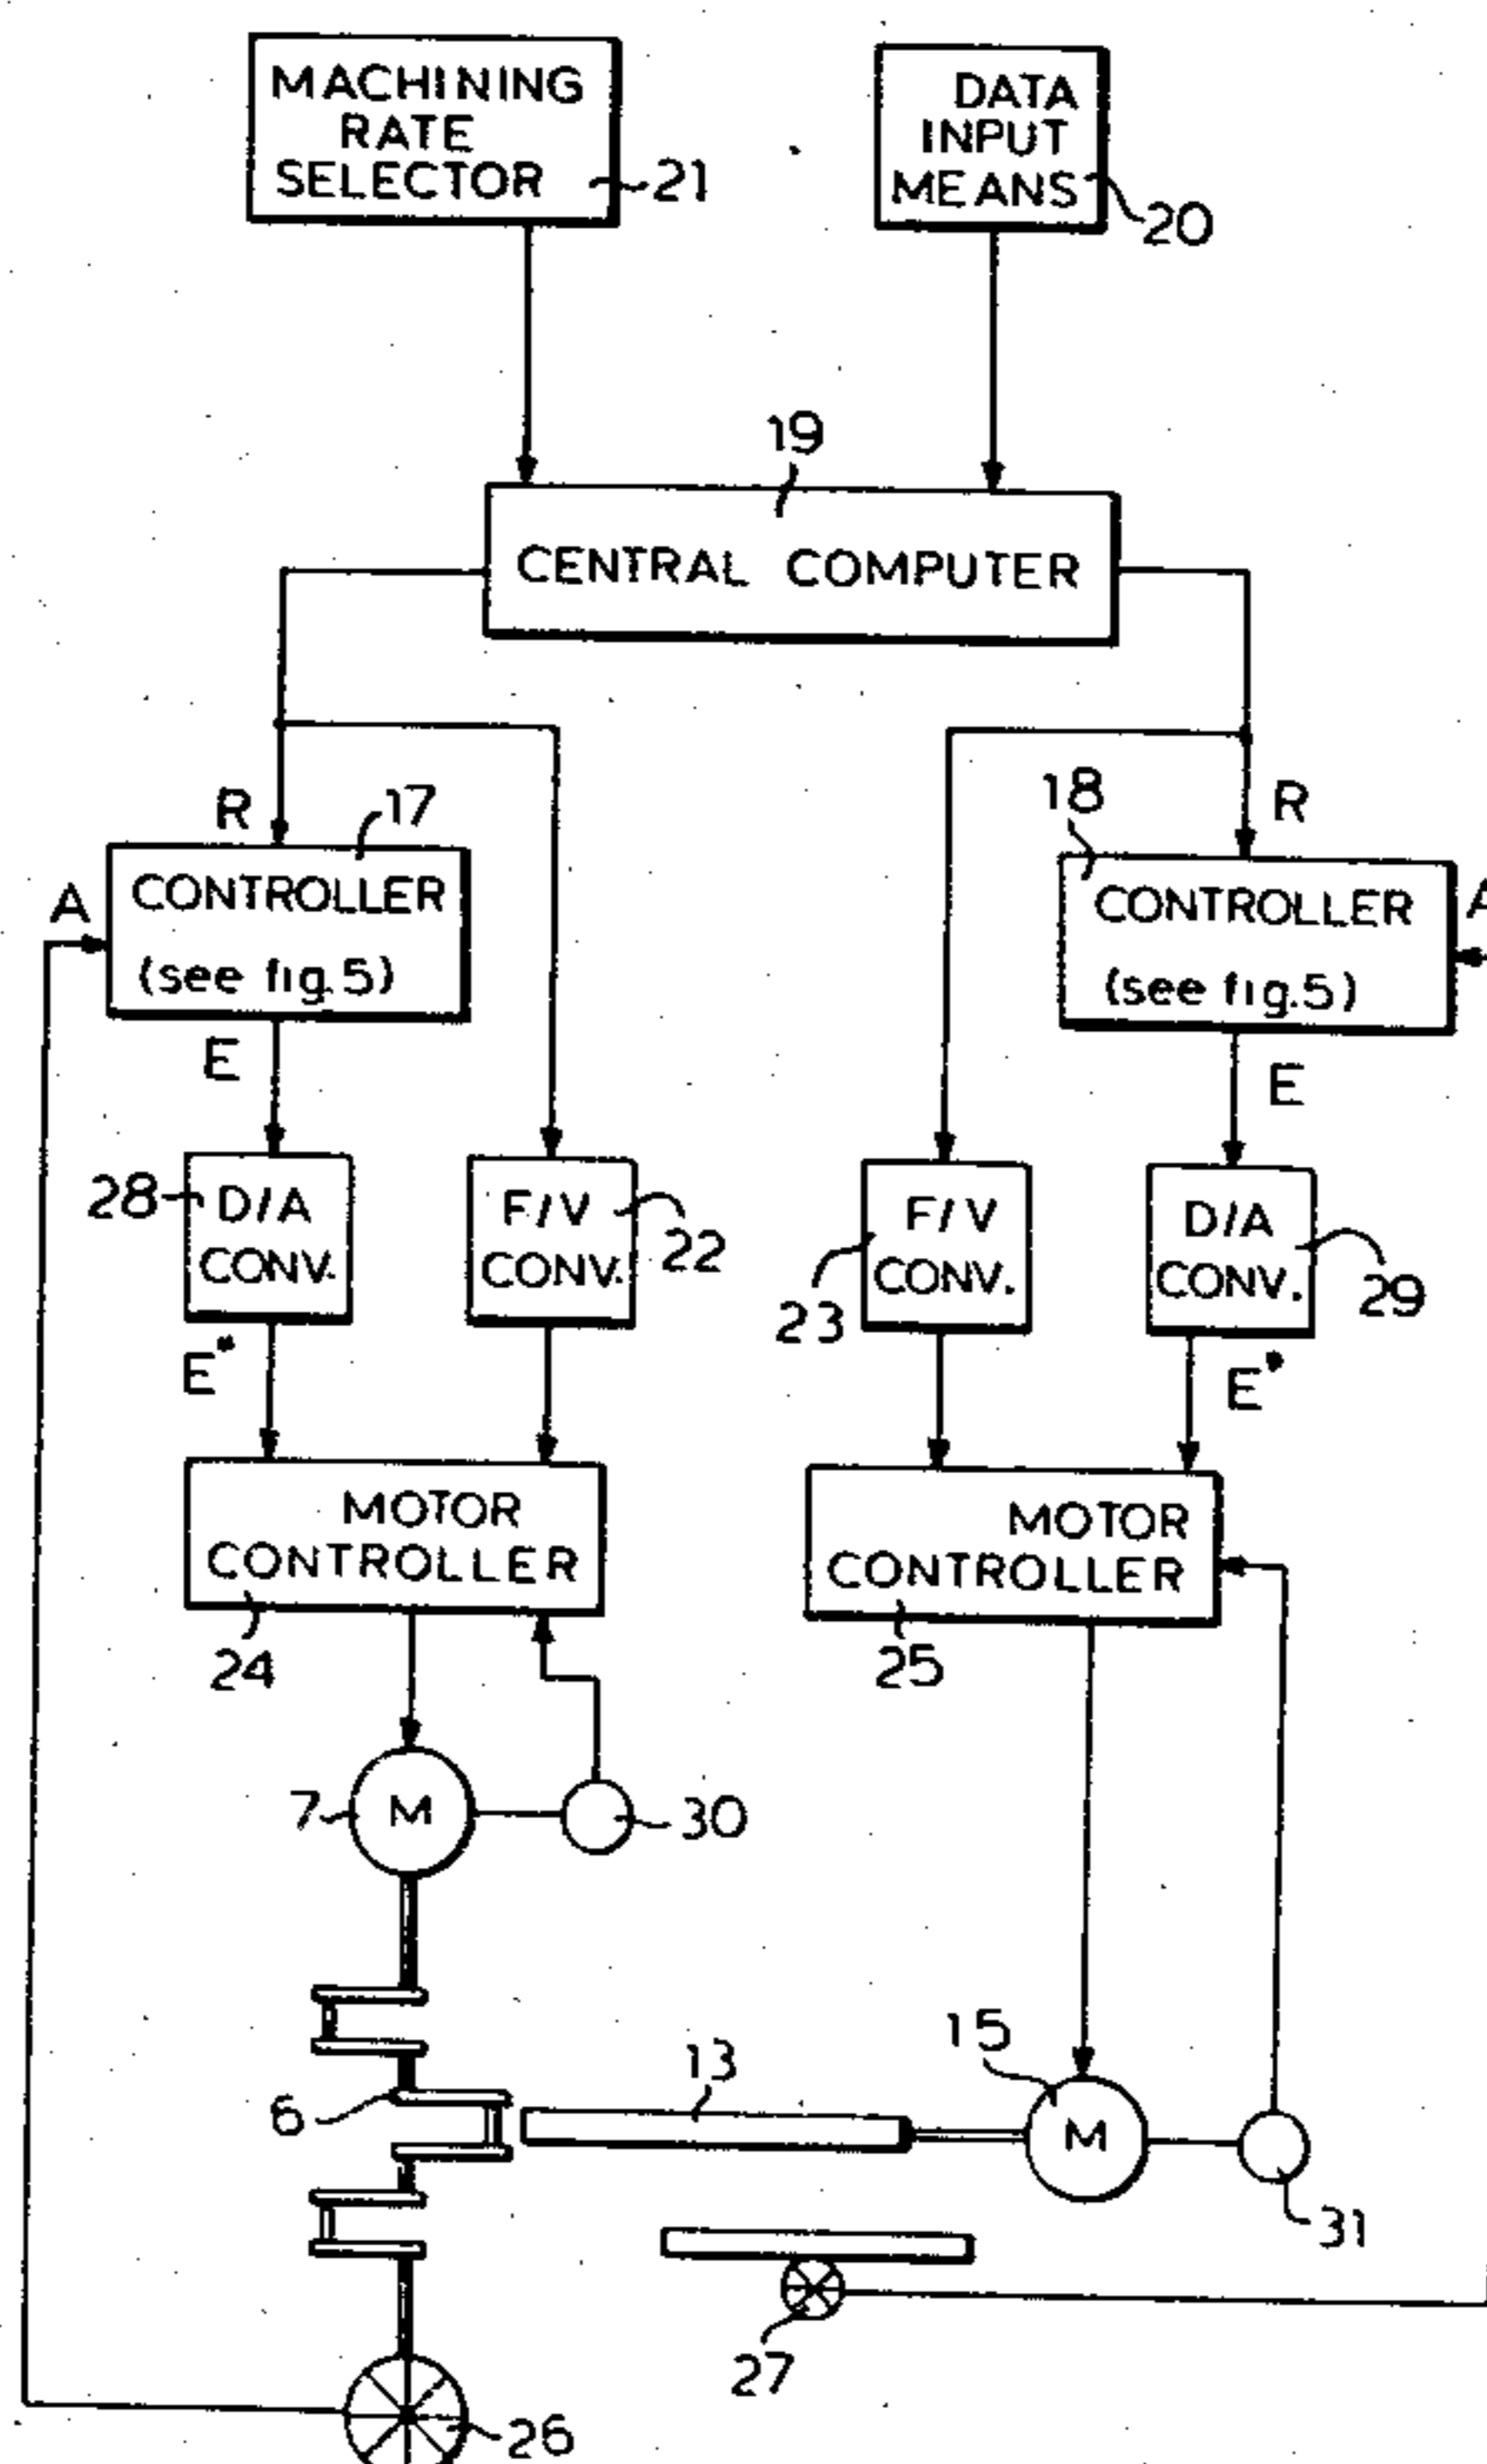 MACHINING
RATE
SELECTOR
21
DATA
INPUT
MEANS
20
19
CENTRAL COMPUTER
R
17
A
CONTROLLER
(see fig.5)
18
R
A
CONTROLLER
(see fig.5)
E
E
28
D/A
CONV.
F/V
CONV.
22
F/V
CONV.
23
D/A
CONV.
29
E*
E*
MOTOR
CONTROLLER
24
MOTOR
CONTROLLER
25
7
M
30
15
13
6
M
31
27
26